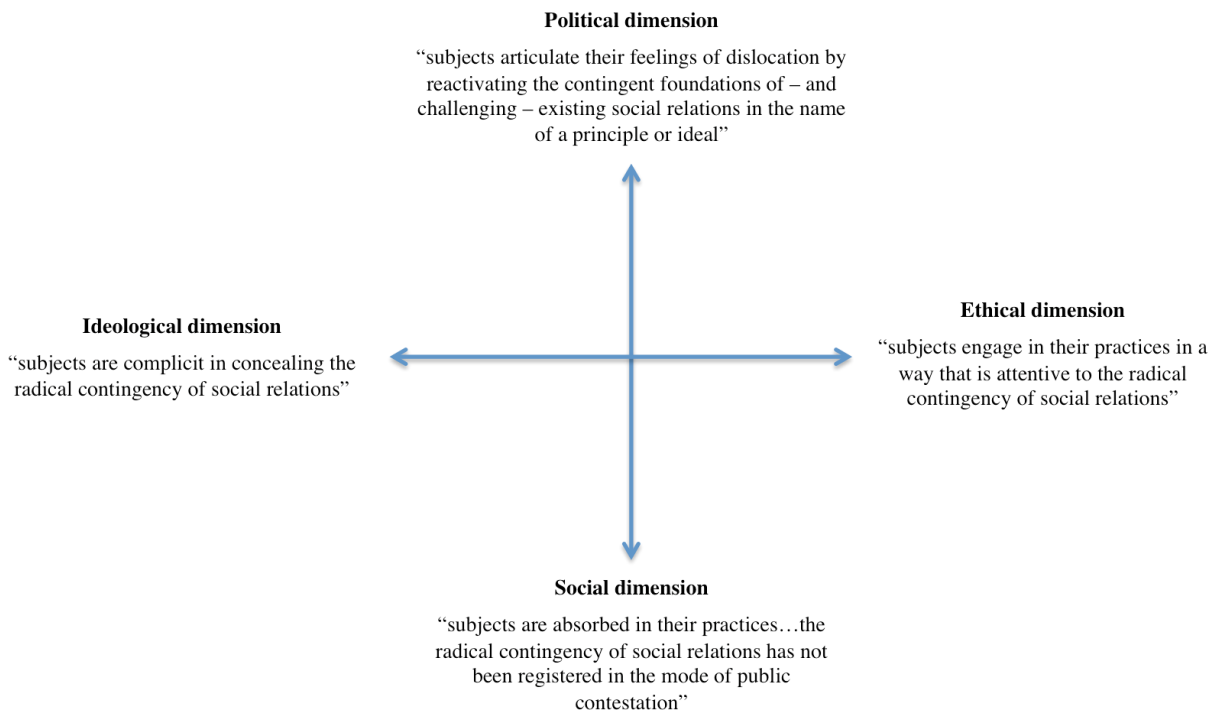 Political dimension
“subjects articulate their feelings of dislocation by
reactivating the contingent foundations of – and
challenging – existing social relations in the name
of a principle or ideal”
Ideological dimension
“subjects are complicit in concealing the
radical contingency of social relations”
Ethical dimension
“subjects engage in their practices in a
way that is attentive to the radical
contingency of social relations”
Social dimension
“subjects are absorbed in their practices…the
radical contingency of social relations has not
been registered in the mode of public
contestation”